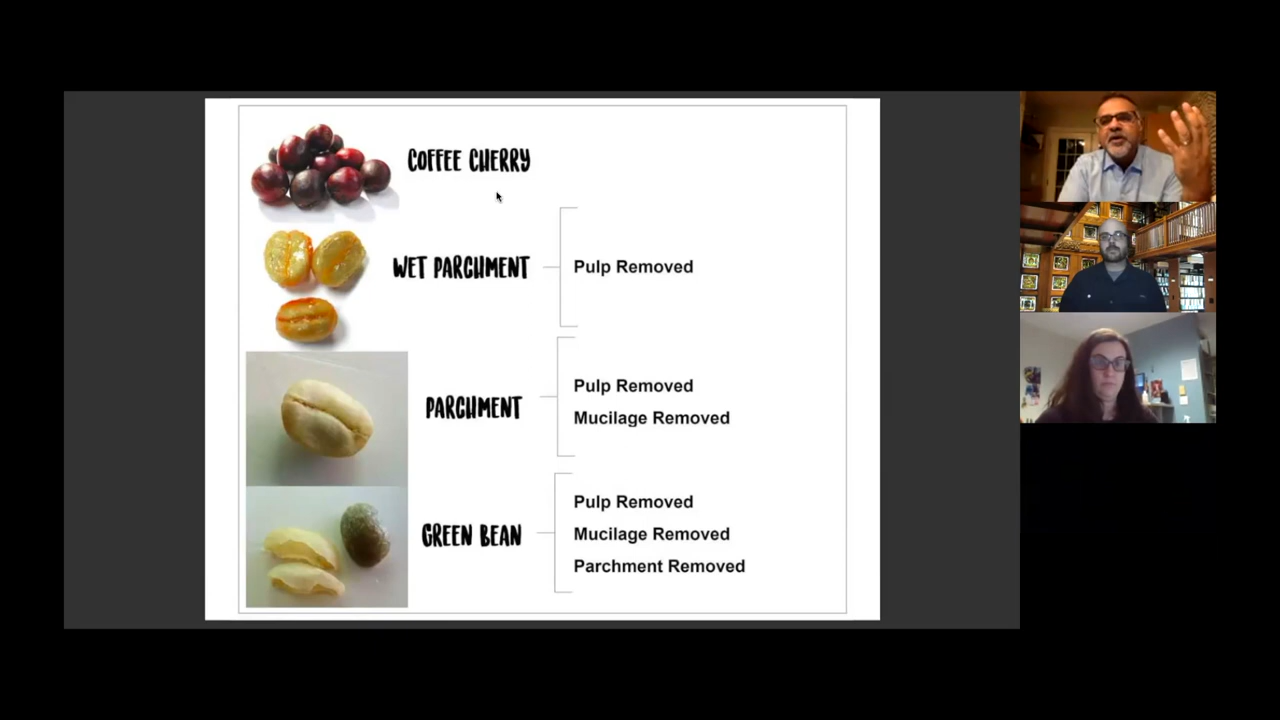 COFFEE CHERRY
WET PARCHMENT
Pulp Removed
PARCHMENT
Pulp Removed
Mucilage Removed
GREEN BEAN
Pulp Removed
Mucilage Removed
Parchment Removed